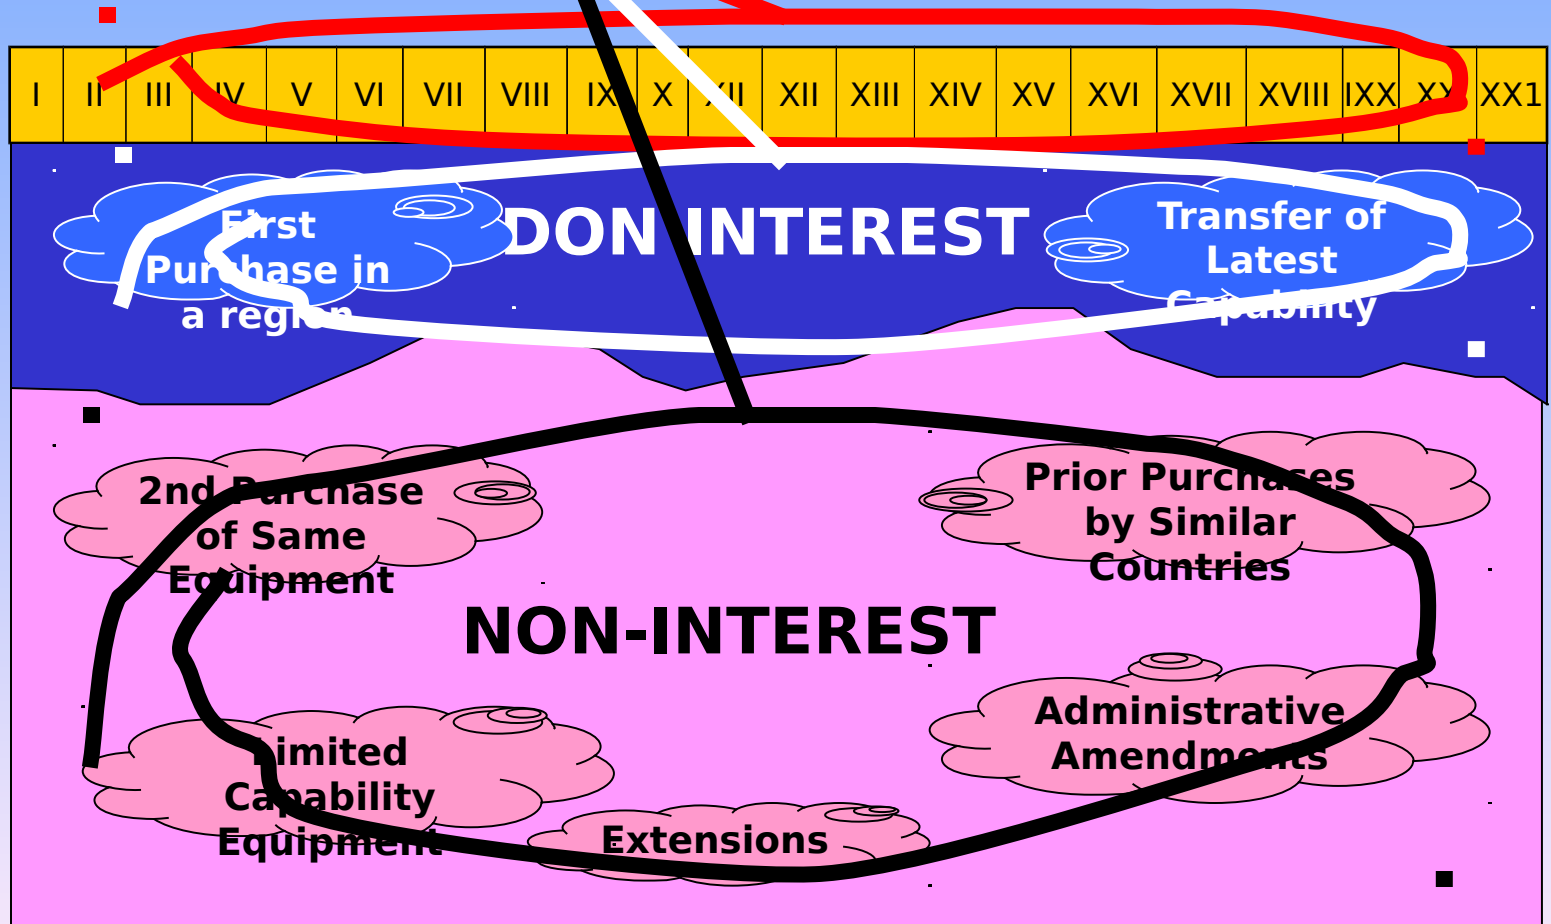 I II III IV V VI VII VIII IX X XII XII XIII XIV XV XVI XVII XVIII IXX XX XX1
First
Purchase in
a region
DON INTEREST
Transfer of
Latest
Capability
2nd Purchase
of Same
Equipment
Prior Purchases
by Similar
Countries
NON-INTEREST
Limited
Capability
Equipment
Administrative
Amendments
Extensions